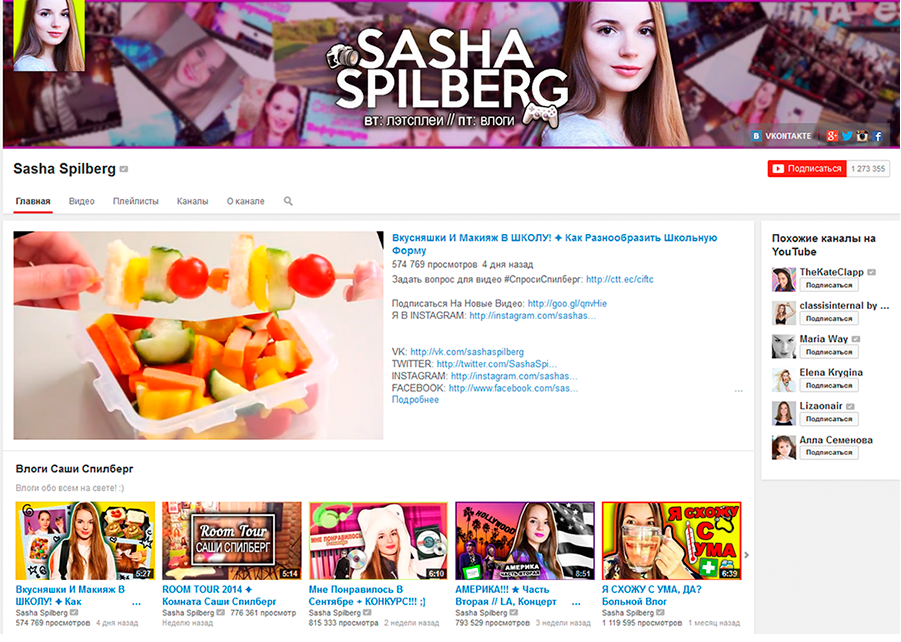 SASHA
SPILBERG
вт: лэтсплеи // пт: влоги
VKONTAKTE
Sasha Spilberg
Подписаться 1 273 355
Главная Видео Плейлисты Каналы О канале
Вкусняшки И Макияж В ШКОЛУ! ✦ Как Разнообразить Школьную
Форму
574 769 просмотров 4 дня назад
Задать вопрос для видео #СпросиСпилберг: http://ctt.ec/ciftc
Подписаться На Новые Видео: http://goo.gl/qnvHie
Я В INSTAGRAM: http://instagram.com/sashas...
VK: http://vk.com/sashaspilberg
TWITTER: http://twitter.com/SashaSpi...
INSTAGRAM: http://instagram.com/sashas...
FACEBOOK: http://www.facebook.com/sas...
...
Подробнее
Похожие каналы на
YouTube
TheKateClapp
Подписаться
classisinternal by ...
Подписаться
Maria Way
Подписаться
Elena Krygina
Подписаться
Lizaonair
Подписаться
Алла Семенова
Подписаться
Влоги Саши Спилберг
Влоги обо всем на свете! :)
5:27
Room Tour
САШИ СПИЛБЕРГ
5:14
МНЕ ПОНРАВИЛОСЬ
6:10
HOLLYWOOD
АМЕРИКА
ЧАСТЬ ВТОРАЯ
8:51
Я СХОЖУ
С
УМА
6:39
Вкусняшки И Макияж В
ШКОЛУ! ✦ Как ...
Sasha Spilberg
574 769 просмотров 4 дня назад
ROOM TOUR 2014 ✦
Комната Саши Спилберг
Sasha Spilberg 776 361 просмотр
Неделю назад
Мне Понравилось В
Сентябре + КОНКУРС!!! ;)
Sasha Spilberg
815 333 просмотра 2 недели назад
АМЕРИКА!!! ★ Часть
Вторая // LA, Концерт ...
Sasha Spilberg
793 529 просмотров 3 недели назад
Я СХОЖУ С УМА, ДА?
Больной Влог
Sasha Spilberg
1 119 595 просмотров 1 месяц назад